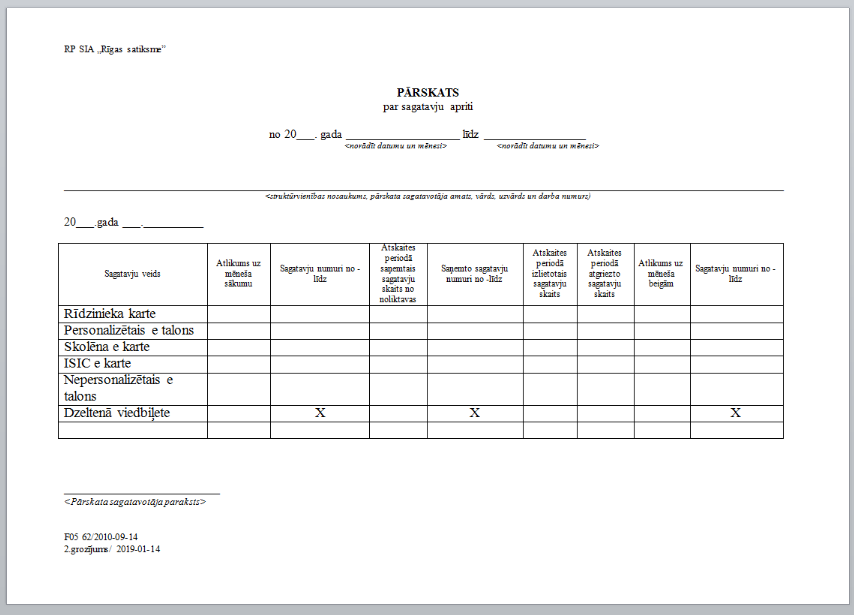 RP SIA „Rīgas satiksme”
PĀRSKATS
par sagatavju apriti
no 20___. gada ___________________ līdz _________________
<norādīt datumu un mēnesi> <norādīt datumu un mēnesi>
<struktūrvienības nosaukums, pārskata sagatavotāja amats, vārds, uzvārds un darba numurs)
20___.gada ___.__________
Sagatavju veids
Atlikums uz
mēneša
sākumu
Sagatavju numuri no -
līdz
Atskaites
periodā
saņemtais
sagatavju
skaits no
noliktavas
Saņemto sagatavju
numuri no -līdz
Atskaites
periodā
izlietotais
sagatavju
skaits
Atskaites
periodā
atgriezto
sagatavju
skaits
Atlikums uz
mēneša
beigām
Sagatavju numuri no -
līdz
Rīdzinieka karte
Personalizētais e talons
Skolēna e karte
ISIC e karte
Nepersonalizētais e
talons
Dzeltenā viedbiļete X X X
__________________________
<Pārskata sagatavotāja paraksts>
F05 62/2010-09-14
2.grozījums/ 2019-01-14